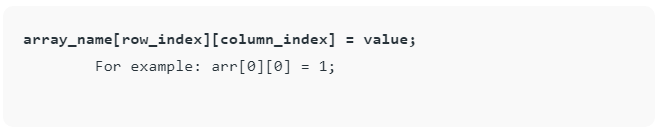 array_name[row_index][column_index] = value;
For example: arr[0][0] = 1;